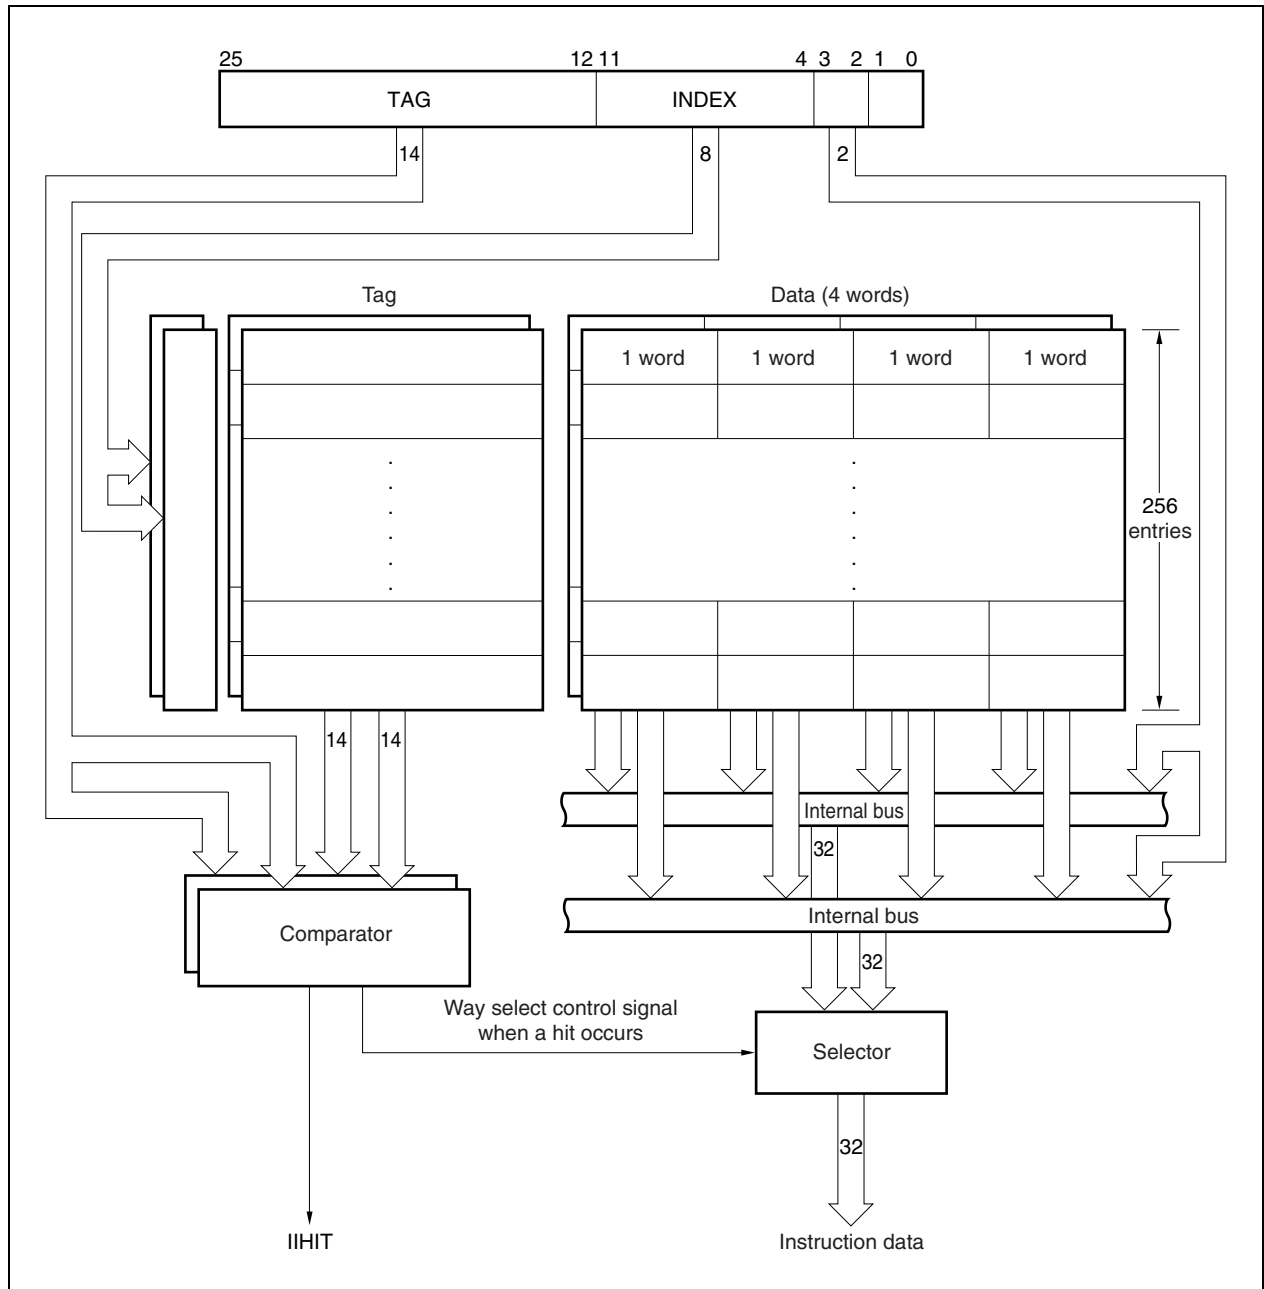 25 12 11 4 3 2 1 0
TAG INDEX
14 8 2
Tag Data (4 words)
1 word 1 word 1 word 1 word
256
entries
14 14
Internal bus
32
Internal bus
Comparator
32
Way select control signal
when a hit occurs
Selector
32
IIHIT Instruction data